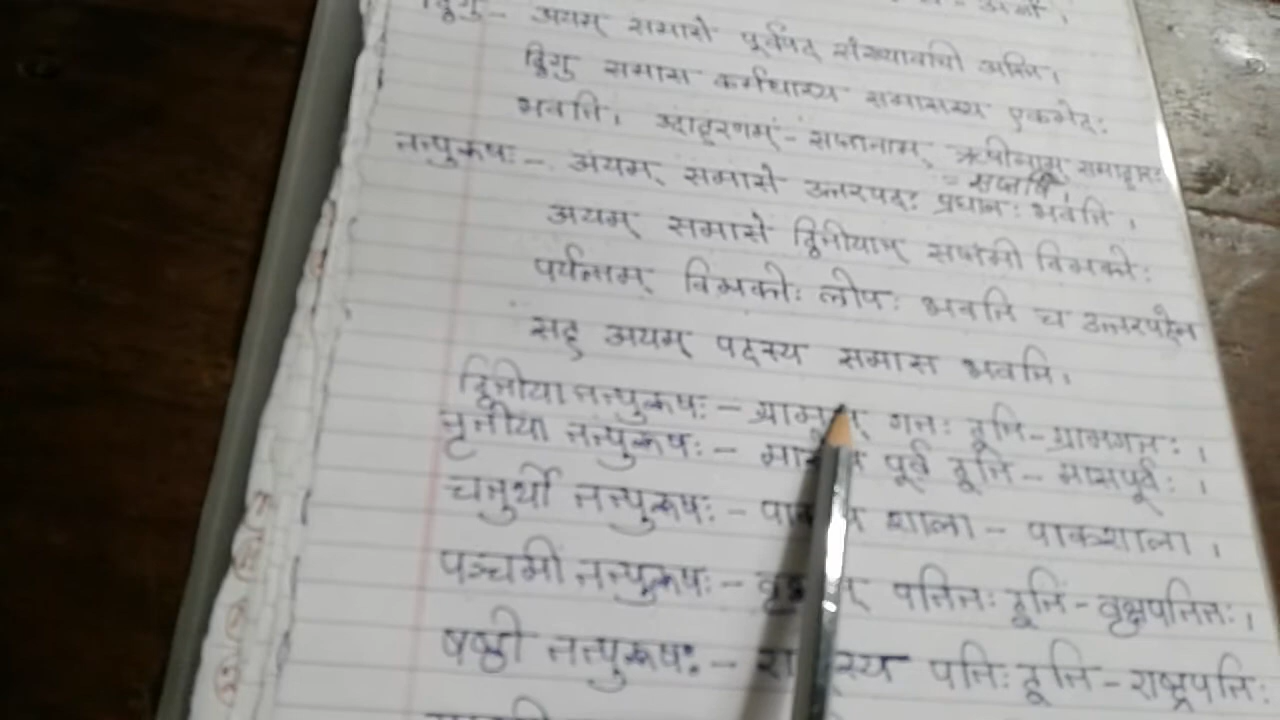 द्विगु - अयम् समासे पूर्वपद संख्यावाची अस्ति।
द्विगु समास कर्मधारय समासस्य एकभेदः
भवति। उदाहरणम् - सप्तानाम् ऋषीनाम् समाहारः
= सप्तर्षि।
तत्पुरूषः - अयम् समासे उत्तरपदः प्रधानः भवति।
अयम् समासे द्वितीयात् सप्तमी विभक्तेः
पर्यन्तम् विभक्तेः लोपः भवति च उत्तरपदेन
सह अयम् पदस्य समास भवति।
द्वितीया तत्पुरूषः - ग्रामम् गतः इति - ग्रामगतः।
तृतीया तत्पुरूषः - पूर्व इति - मासपूर्वः।
चतुर्थी तत्पुरूषः - शाला - पाकशाला।
पञ्चमी तत्पुरूषः - पतितः इति - वृक्षपतितः।
षष्ठी तत्पुरूषः - पतिः इति - राष्ट्रपतिः